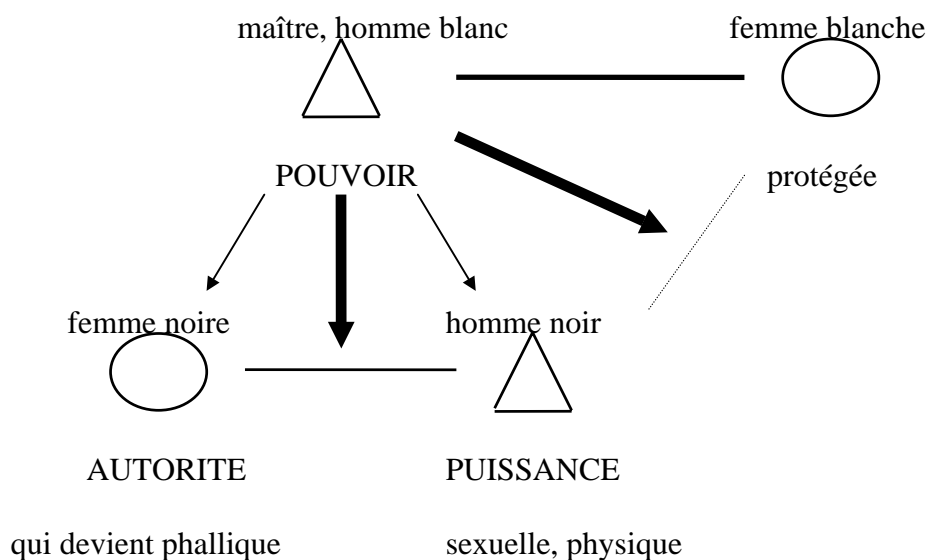 maître, homme blanc femme blanche
POUVOIR protégée
femme noire homme noir
AUTORITE PUISSANCE
qui devient phallique sexuelle, physique